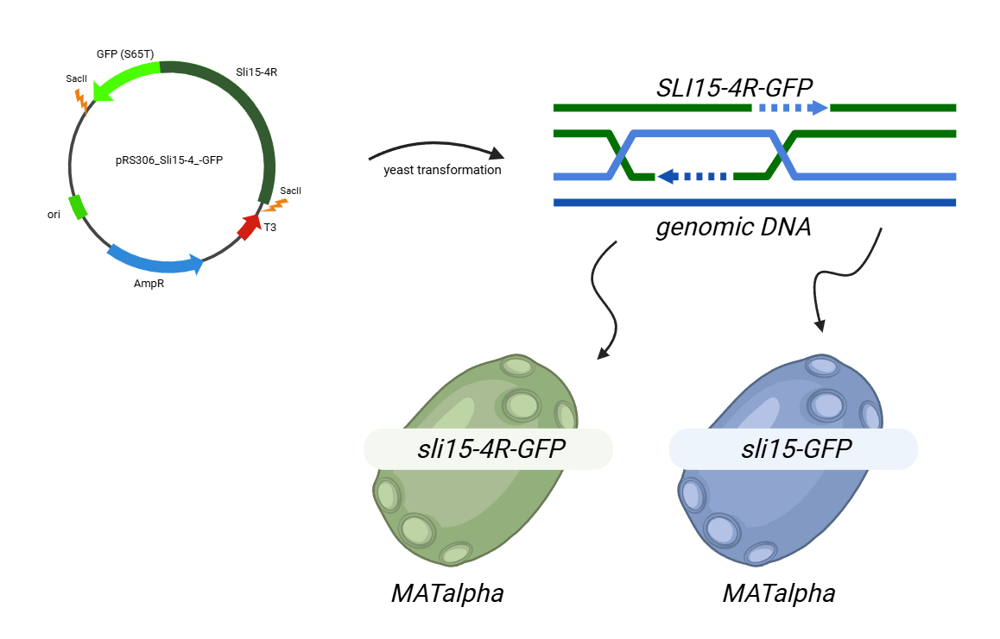 GFP (S65T)
Sli15-4R
SacII
pRS306_Sli15-4_-GFP
SacII
T3
ori
AmpR
yeast transformation
SLI15-4R-GFP
genomic DNA
sli15-4R-GFP
sli15-GFP
MATalpha
MATalpha